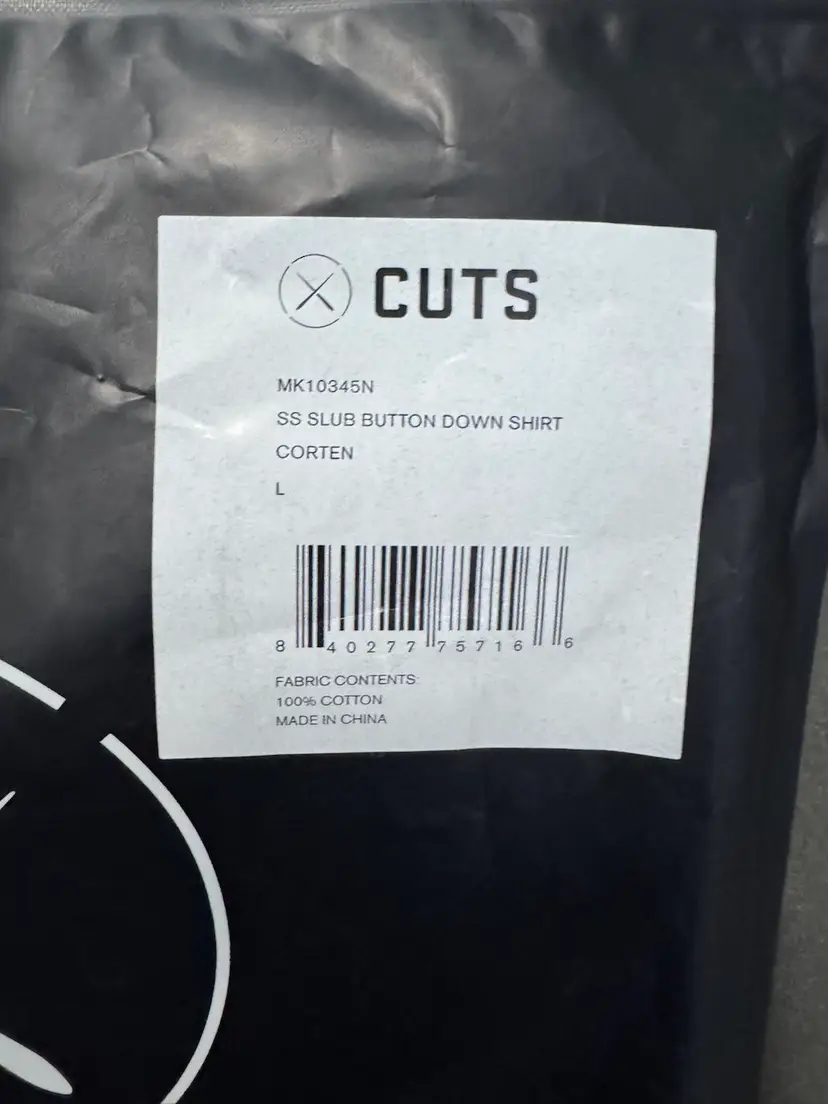 CUTS
MK10345N
SS SLUB BUTTON DOWN SHIRT
CORTEN
L
8 40277 75716 6
FABRIC CONTENTS:
100% COTTON
MADE IN CHINA